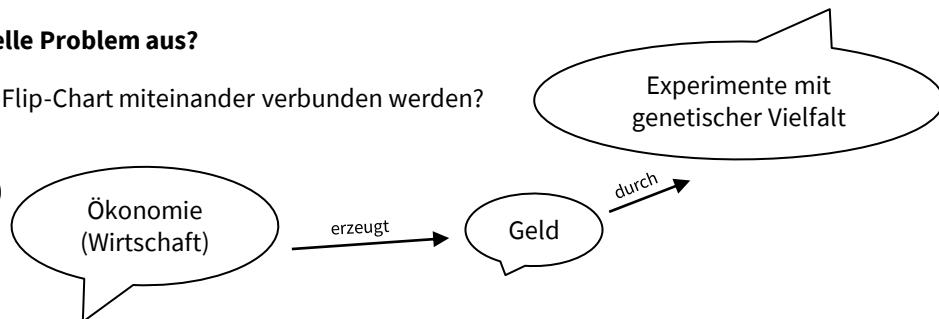 elle Problem aus?
Flip-Chart miteinander verbunden werden?
Experimente mit
genetischer Vielfalt
)
Ökonomie
(Wirtschaft)
erzeugt
Geld
durch